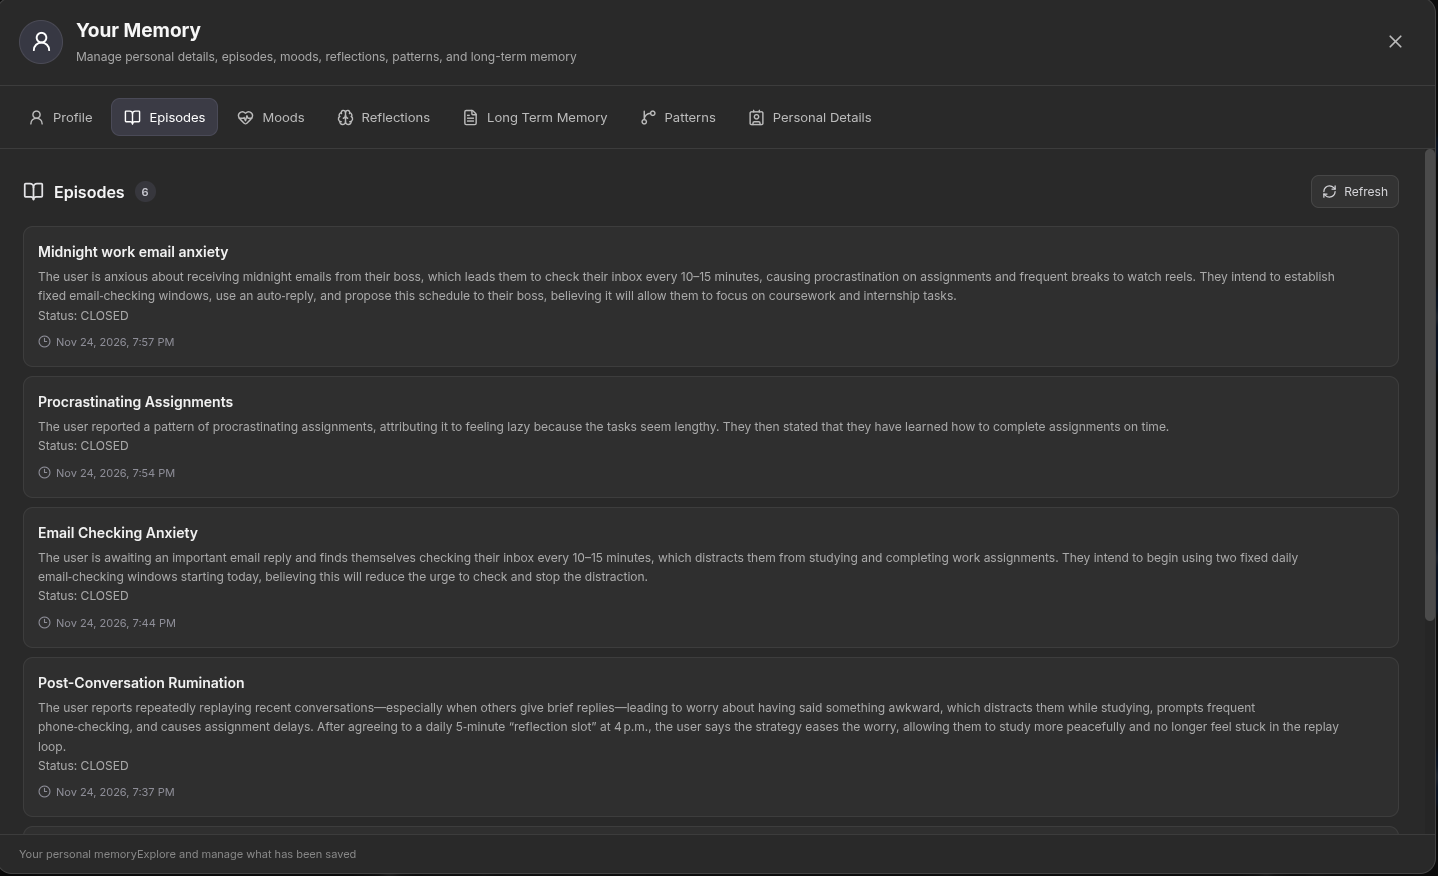 Your Memory
Manage personal details, episodes, moods, reflections, patterns, and long-term memory
Profile
Episodes
Moods
Reflections
Long Term Memory
Patterns
Personal Details
Episodes 6
Refresh
Midnight work email anxiety
The user is anxious about receiving midnight emails from their boss, which leads them to check their inbox every 10–15 minutes, causing procrastination on assignments and frequent breaks to watch reels. They intend to establish
fixed email-checking windows, use an auto-reply, and propose this schedule to their boss, believing it will allow them to focus on coursework and internship tasks.
Status: CLOSED
Nov 24, 2026, 7:57 PM
Procrastinating Assignments
The user reported a pattern of procrastinating assignments, attributing it to feeling lazy because the tasks seem lengthy. They then stated that they have learned how to complete assignments on time.
Status: CLOSED
Nov 24, 2026, 7:54 PM
Email Checking Anxiety
The user is awaiting an important email reply and finds themselves checking their inbox every 10–15 minutes, which distracts them from studying and completing work assignments. They intend to begin using two fixed daily
email-checking windows starting today, believing this will reduce the urge to check and stop the distraction.
Status: CLOSED
Nov 24, 2026, 7:44 PM
Post-Conversation Rumination
The user reports repeatedly replaying recent conversations—especially when others give brief replies—leading to worry about having said something awkward, which distracts them while studying, prompts frequent
phone-checking, and causes assignment delays. After agreeing to a daily 5-minute “reflection slot” at 4 p.m., the user says the strategy eases the worry, allowing them to study more peacefully and no longer feel stuck in the replay
loop.
Status: CLOSED
Nov 24, 2026, 7:37 PM
Your personal memoryExplore and manage what has been saved